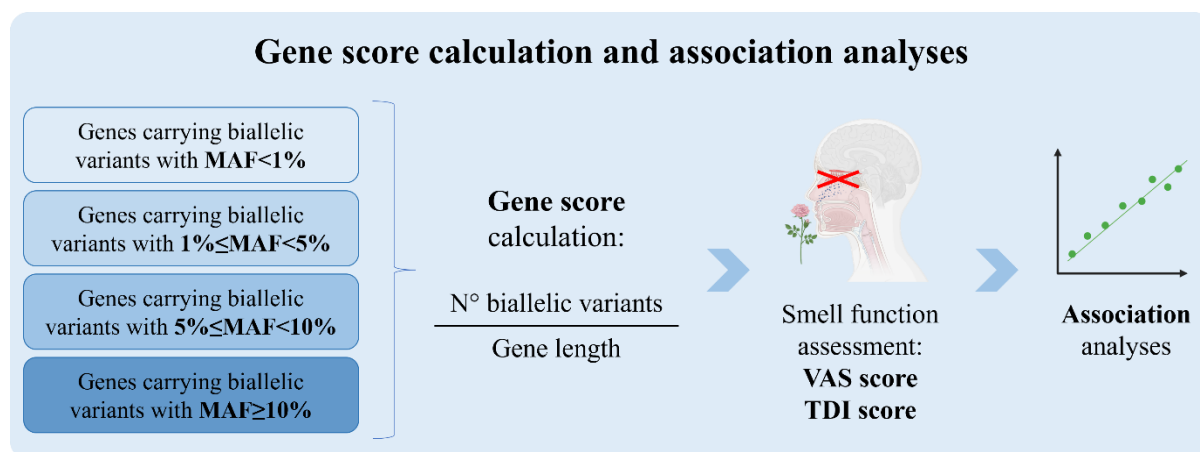 Gene score calculation and association analyses
Genes carrying biallelic
variants with MAF<1%
Genes carrying biallelic
variants with 1%≤MAF<5%
Genes carrying biallelic
variants with 5%≤MAF<10%
Genes carrying biallelic
variants with MAF≥10%
Gene score
calculation:
N° biallelic variants
Gene length
Smell function
assessment:
VAS score
TDI score
Association
analyses